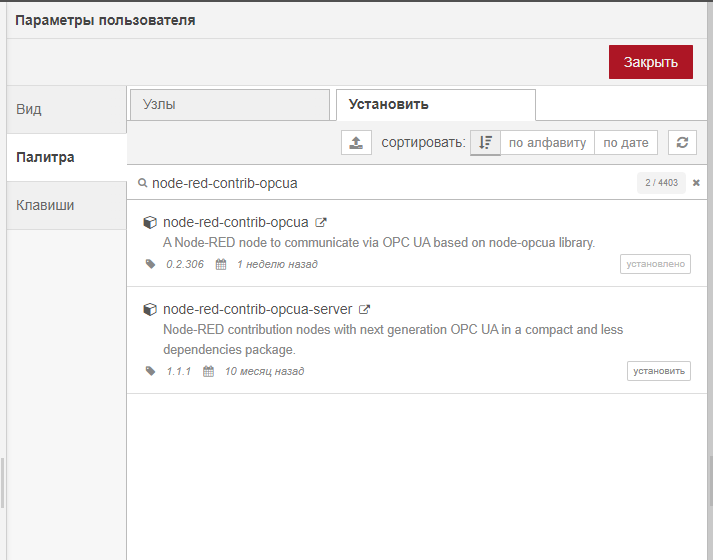 Параметры пользователя
Закрыть
Вид
Палитра
Клавиши
Узлы
Установить
сортировать: по алфавиту по дате
node-red-contrib-opcua 2 / 4403
node-red-contrib-opcua
A Node-RED node to communicate via OPC UA based on node-opcua library.
0.2.306 1 неделю назад установлено
node-red-contrib-opcua-server
Node-RED contribution nodes with next generation OPC UA in a compact and less
dependencies package.
1.1.1 10 месяц назад установить